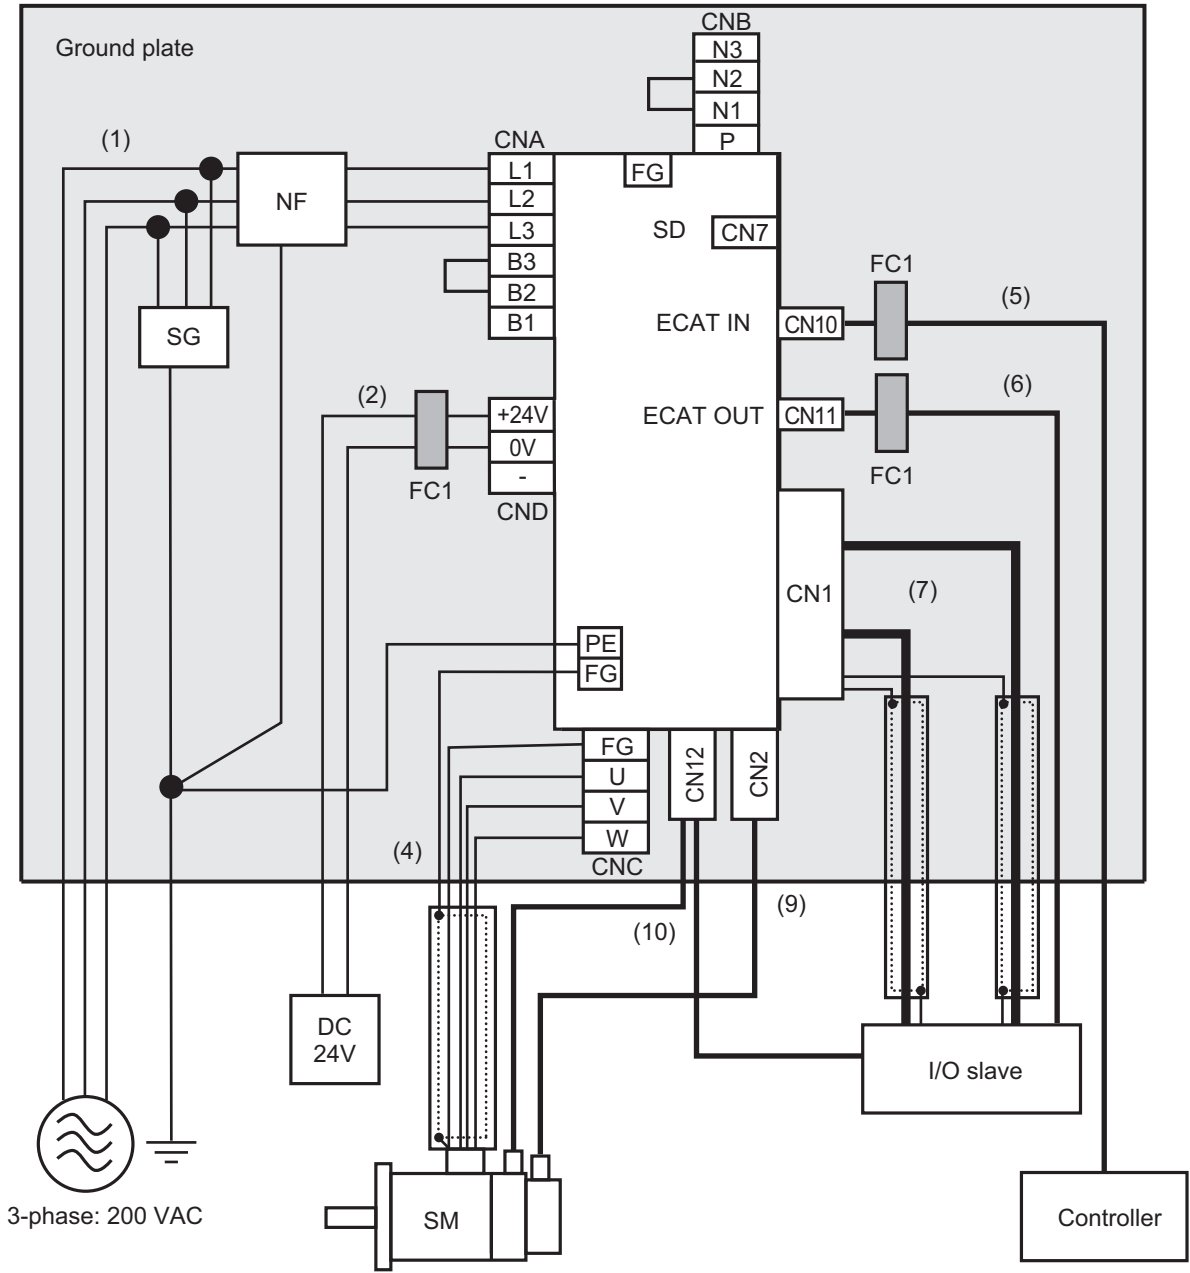 CNB
Ground plate
N3
N2
N1
P
(1)
CNA
L1
L2
L3
B3
B2
B1
NF
FG
SD
CN7
SG
FC1
(5)
ECAT IN
CN10
(6)
ECAT OUT
CN11
FC1
(2)
+24V
0V
-
FC1
CND
CN1
(7)
PE
FG
FG
U
V
W
CNC
CN12
CN2
(4)
(9)
(10)
DC
24V
I/O slave
3-phase: 200 VAC
SM
Controller